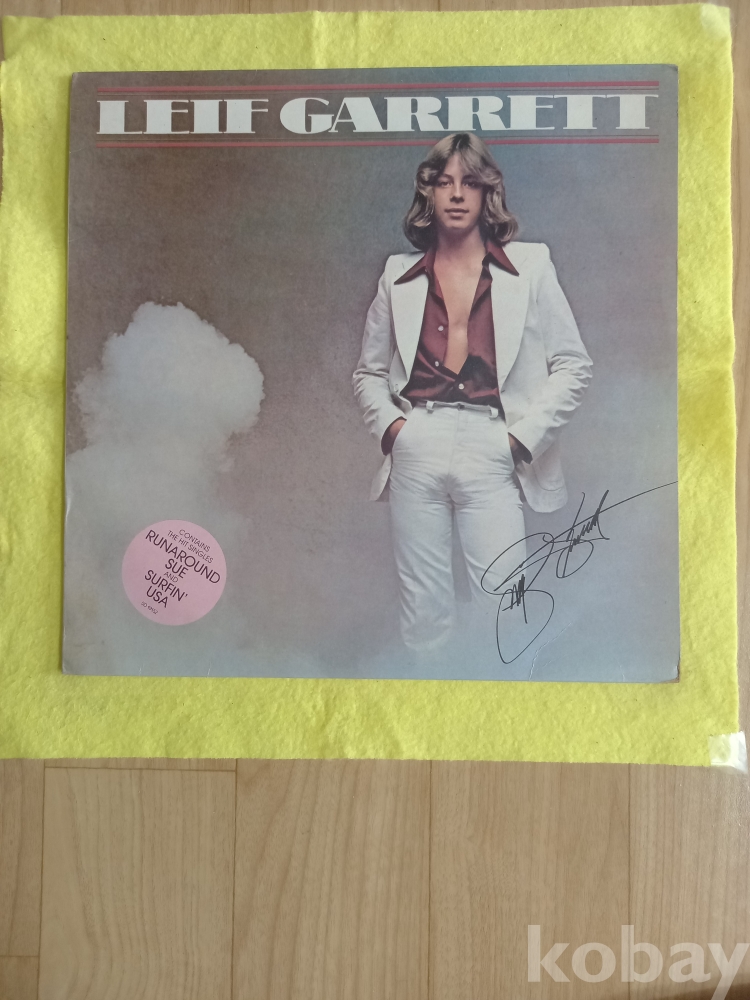 LEIF GARRETT
CONTAINS
THE HIT SINGLES
RUNAROUND
SUE
AND
SURFIN'
USA
kobay